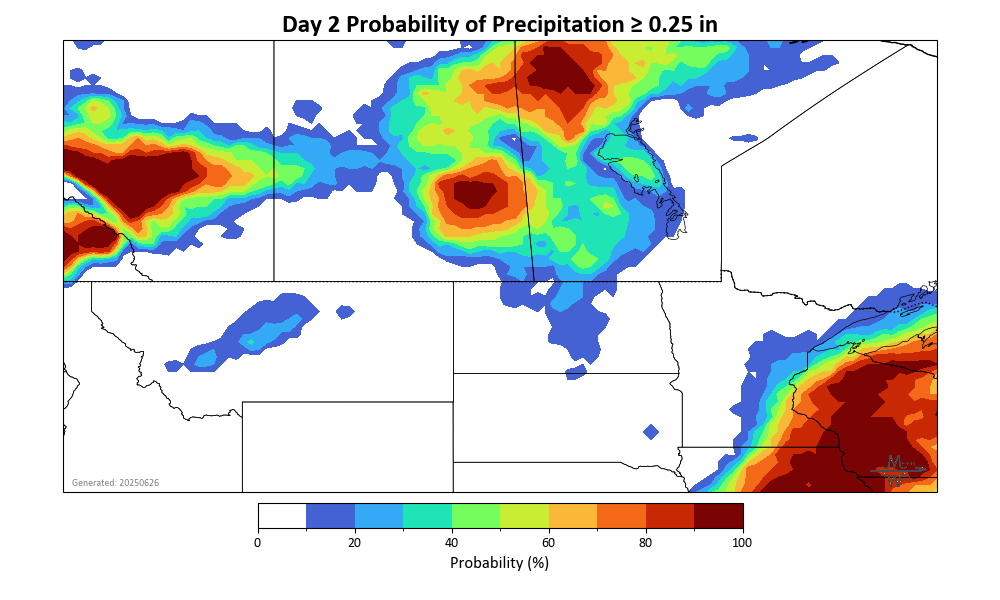 Day 2 Probability of Precipitation ≥ 0.25 in
Generated: 20250626
0 20 40 60 80 100
Probability (%)